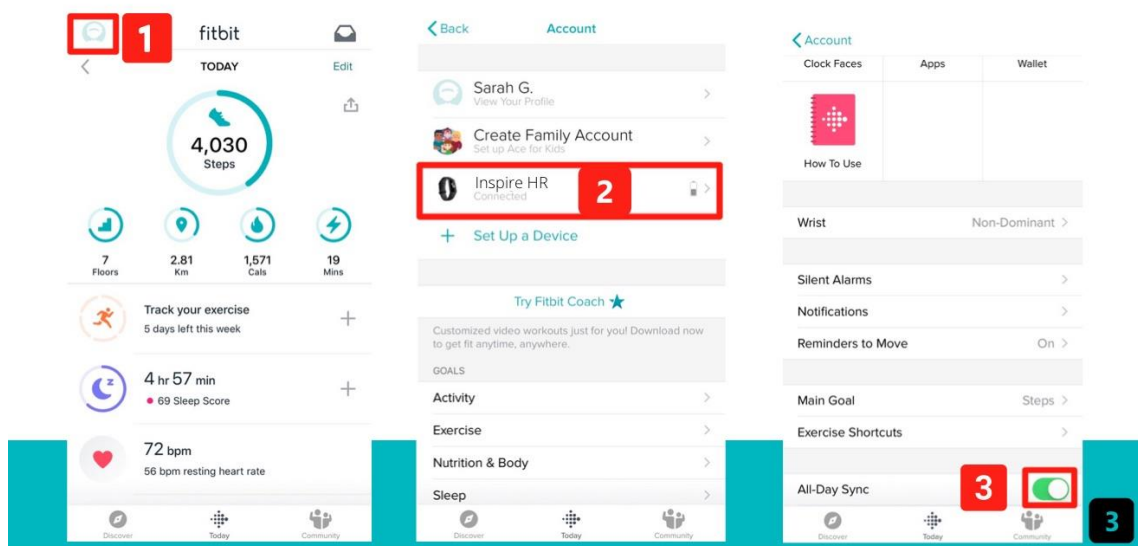 1
fitbit
TODAY
Edit
4,030
Steps
7
Floors
2.81
Km
1,571
Cals
19
Mins
Track your exercise
5 days left this week
4 hr 57 min
69 Sleep Score
72 bpm
56 bpm resting heart rate
Discover
Today
Community
Back
Account
Sarah G.
View Your Profile
Create Family Account
Set up Ace for Kids
Inspire HR
Connected
2
+ Set Up a Device
Try Fitbit Coach
Customized video workouts just for you! Download now
to get fit anytime, anywhere.
GOALS
Activity
Exercise
Nutrition & Body
Sleep
Discover
Today
Community
Account
Clock Faces
Apps
Wallet
How To Use
Wrist
Non-Dominant
Silent Alarms
Notifications
Reminders to Move
On
Main Goal
Steps
Exercise Shortcuts
All-Day Sync
3
Discover
Today
Community
3